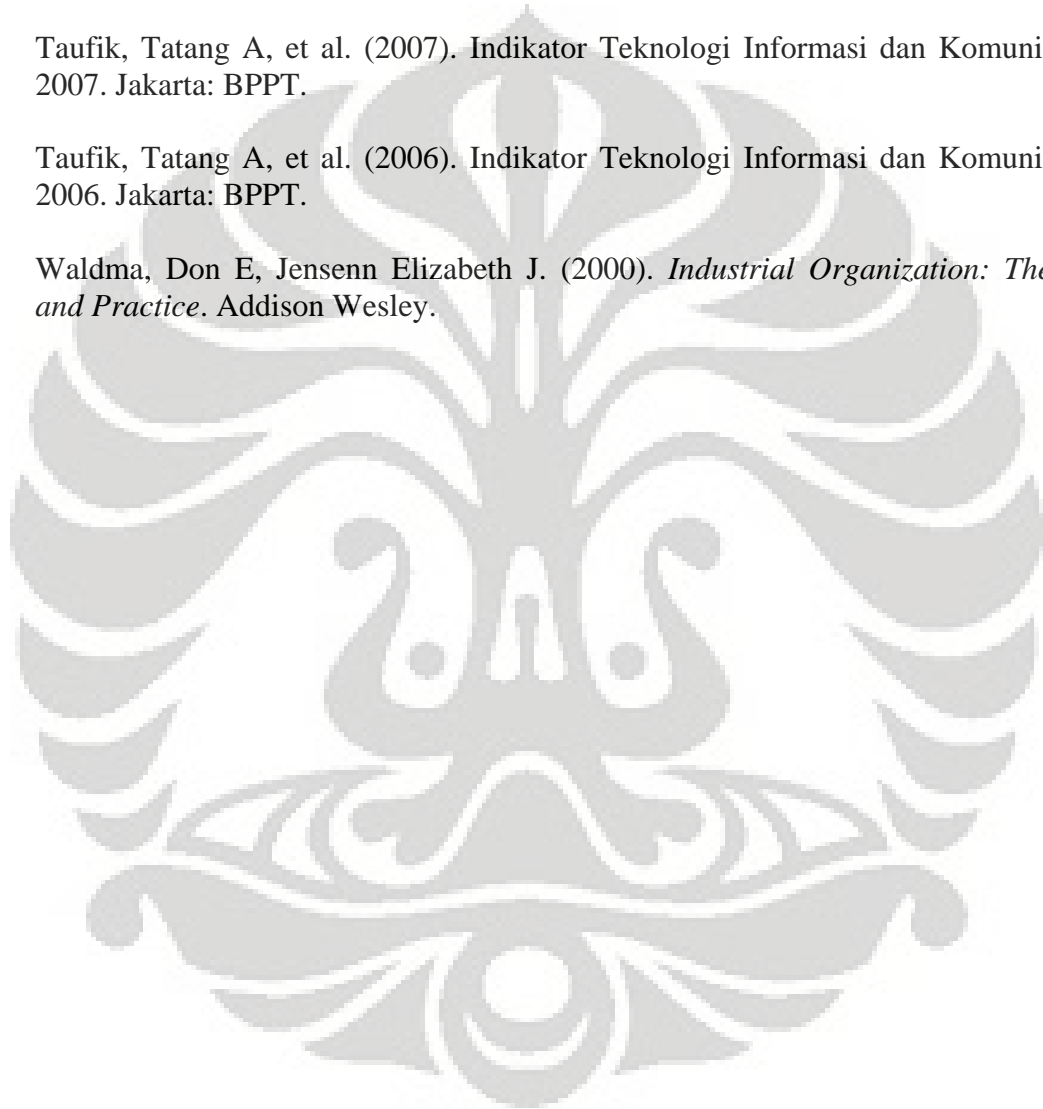 Taufik, Tatang A, et al. (2007). Indikator Teknologi Informasi dan Komuni
2007. Jakarta: BPPT.
Taufik, Tatang A, et al. (2006). Indikator Teknologi Informasi dan Komuni
2006. Jakarta: BPPT.
Waldma, Don E, Jensenn Elizabeth J. (2000). Industrial Organization: The
and Practice. Addison Wesley.